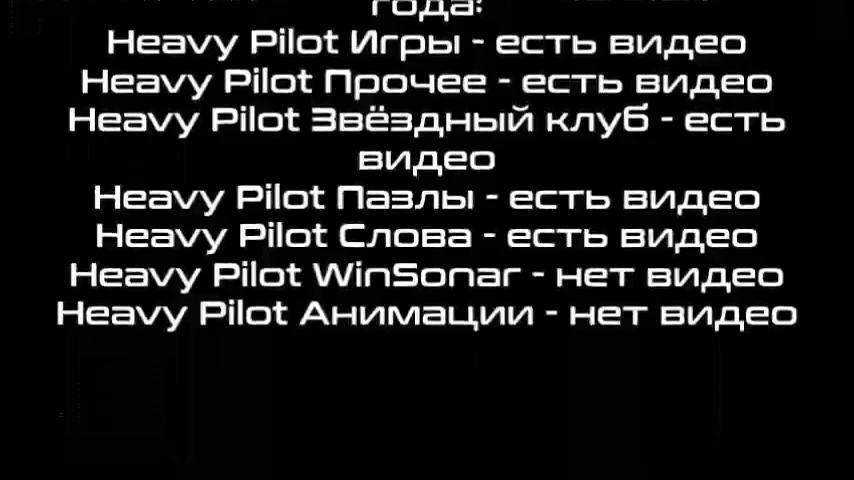 года:
Heavy Pilot Игры - есть видео
Heavy Pilot Прочее - есть видео
Heavy Pilot Звёздный клуб - есть
видео
Heavy Pilot Пазлы - есть видео
Heavy Pilot Слова - есть видео
Heavy Pilot WinSonar - нет видео
Heavy Pilot Анимации - нет видео